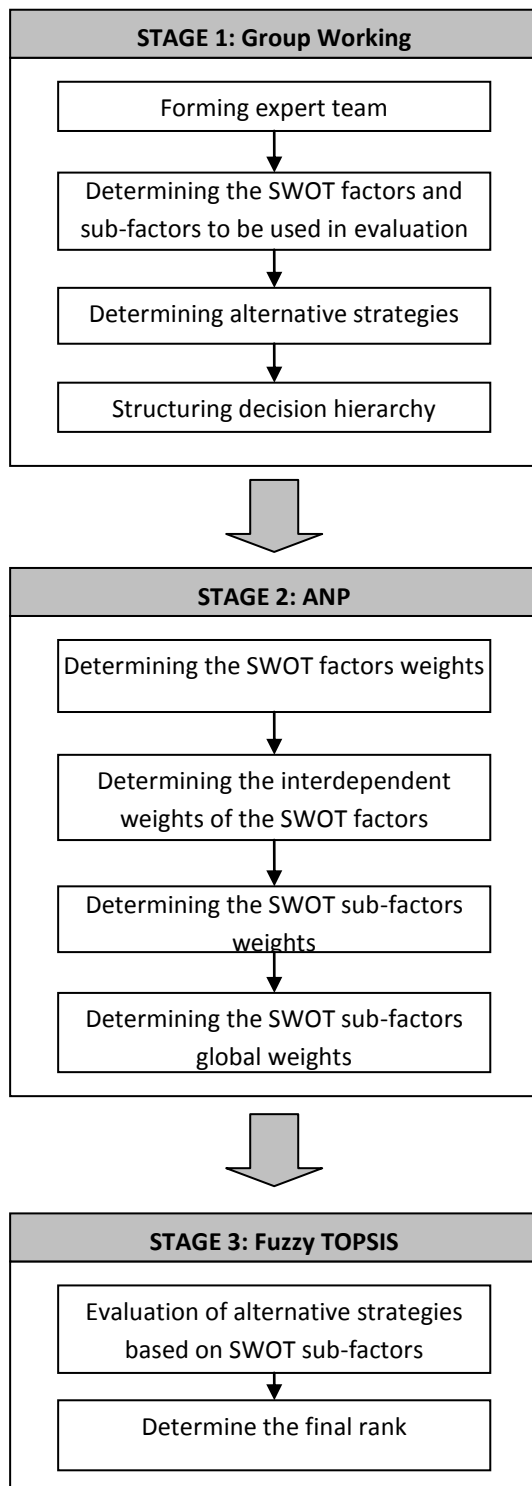 STAGE 1: Group Working
Forming expert team
Determining the SWOT factors and
sub-factors to be used in evaluation
Determining alternative strategies
Structuring decision hierarchy
STAGE 2: ANP
Determining the SWOT factors weights
Determining the interdependent
weights of the SWOT factors
Determining the SWOT sub-factors
weights
Determining the SWOT sub-factors
global weights
STAGE 3: Fuzzy TOPSIS
Evaluation of alternative strategies
based on SWOT sub-factors
Determine the final rank